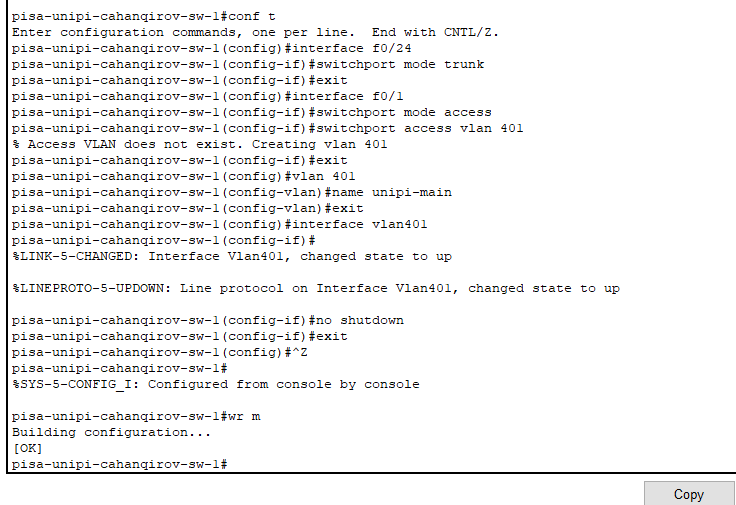 pisa-unipi-cahanqirov-sw-1#conf t
Enter configuration commands, one per line.  End with CNTL/Z.
pisa-unipi-cahanqirov-sw-1(config)#interface f0/24
pisa-unipi-cahanqirov-sw-1(config-if)#switchport mode trunk
pisa-unipi-cahanqirov-sw-1(config-if)#exit
pisa-unipi-cahanqirov-sw-1(config)#interface f0/1
pisa-unipi-cahanqirov-sw-1(config-if)#switchport mode access
pisa-unipi-cahanqirov-sw-1(config-if)#switchport access vlan 401
% Access VLAN does not exist. Creating vlan 401
pisa-unipi-cahanqirov-sw-1(config-if)#exit
pisa-unipi-cahanqirov-sw-1(config)#vlan 401
pisa-unipi-cahanqirov-sw-1(config-vlan)#name unipi-main
pisa-unipi-cahanqirov-sw-1(config-vlan)#exit
pisa-unipi-cahanqirov-sw-1(config)#interface vlan401
pisa-unipi-cahanqirov-sw-1(config-if)#
%LINK-5-CHANGED: Interface Vlan401, changed state to up
%LINEPROTO-5-UPDOWN: Line protocol on Interface Vlan401, changed state to up
pisa-unipi-cahanqirov-sw-1(config-if)#no shutdown
pisa-unipi-cahanqirov-sw-1(config-if)#exit
pisa-unipi-cahanqirov-sw-1(config)#^Z
pisa-unipi-cahanqirov-sw-1#
%SYS-5-CONFIG_I: Configured from console by console
pisa-unipi-cahanqirov-sw-1#wr m
Building configuration...
[OK]
pisa-unipi-cahanqirov-sw-1#
Copy